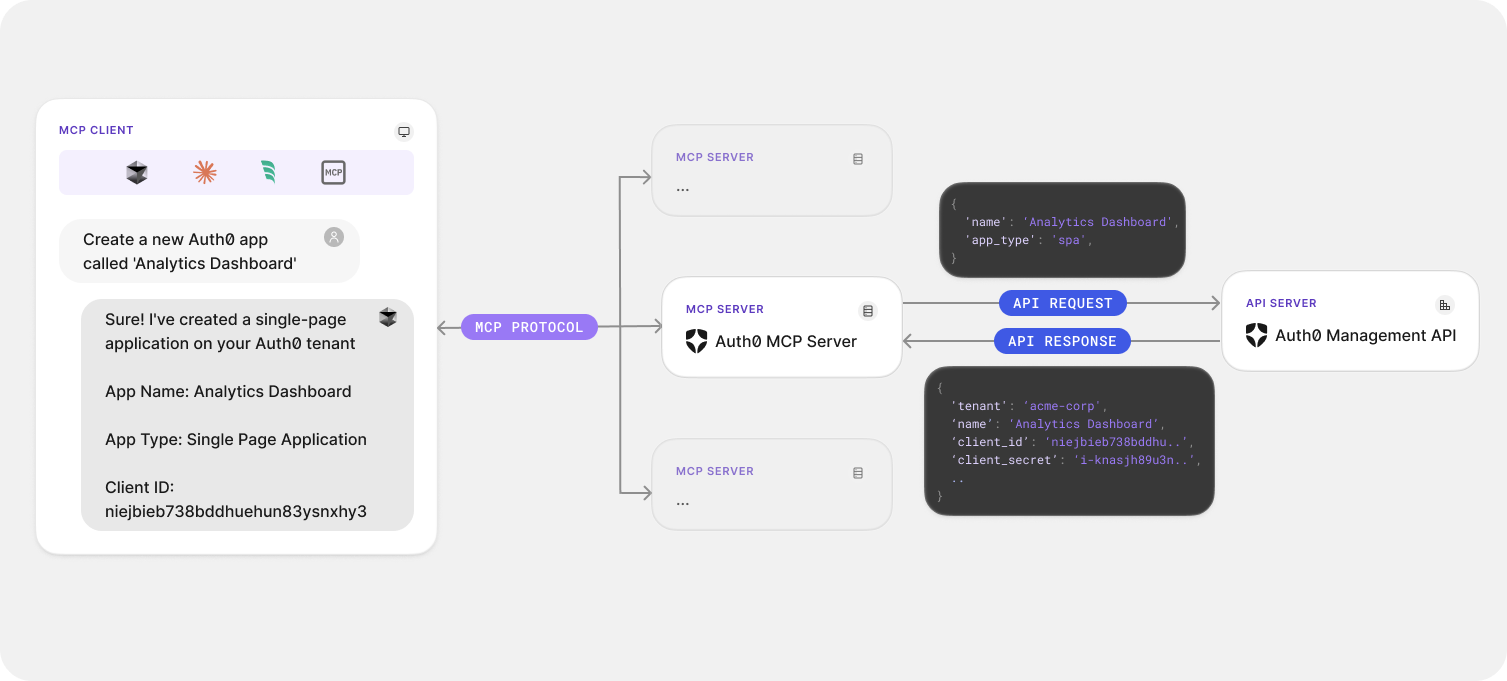 MCP CLIENT
MCP
Create a new Auth0 app
called 'Analytics Dashboard'
Sure! I've created a single-page
application on your Auth0 tenant
App Name: Analytics Dashboard
App Type: Single Page Application
Client ID:
niejbieb738bddhuehun83ysnxhy3
MCP PROTOCOL
MCP SERVER
...
MCP SERVER
Auth0 MCP Server
MCP SERVER
...
{
'name': 'Analytics Dashboard',
'app_type': 'spa',
}
API REQUEST
API RESPONSE
{
'tenant': 'acme-corp',
'name': 'Analytics Dashboard',
'client_id': 'niejbieb738bddhu..',
'client_secret': 'i-knasjh89u3n..',
..
}
API SERVER
Auth0 Management API